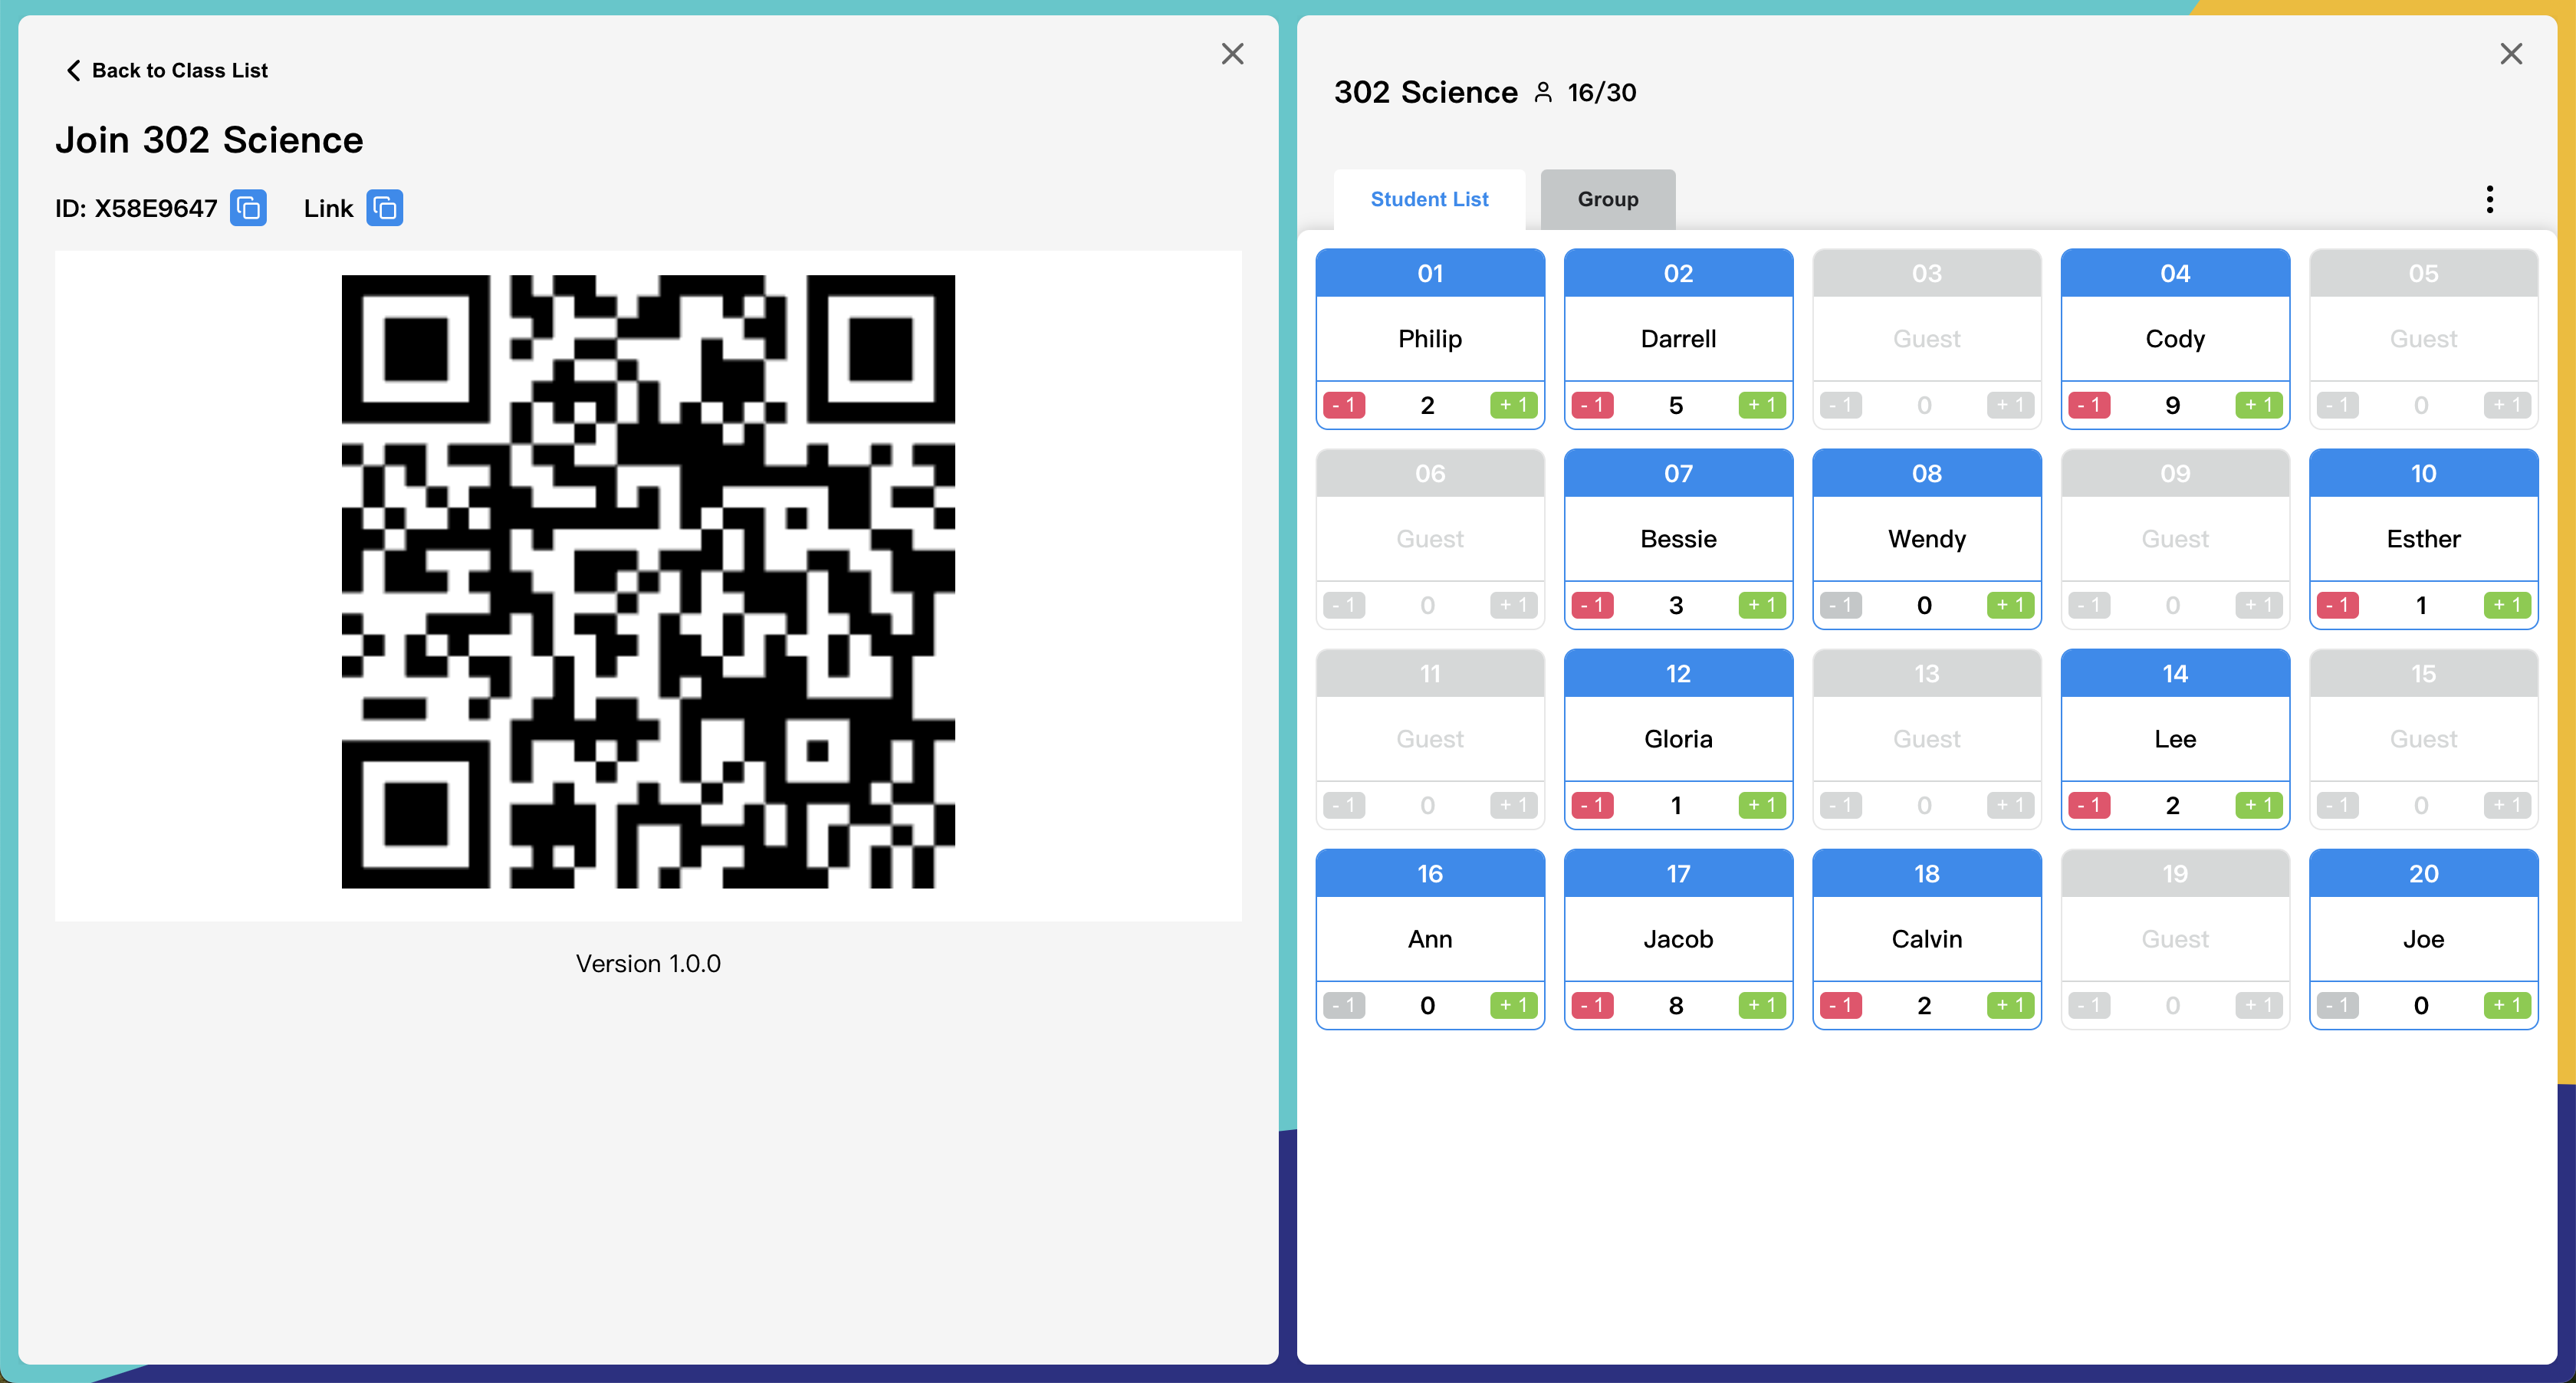 Back to Class List
Join 302 Science
ID: X58E9647 Link
Version 1.0.0
302 Science 16/30
Student List Group
01 02 03 04 05
Philip Darrell Guest Cody Guest
- 1 2 + 1 - 1 5 + 1 - 1 0 + 1 - 1 9 + 1 - 1 0 + 1
06 07 08 09 10
Guest Bessie Wendy Guest Esther
- 1 0 + 1 - 1 3 + 1 - 1 0 + 1 - 1 0 + 1 - 1 1 + 1
11 12 13 14 15
Guest Gloria Guest Lee Guest
- 1 0 + 1 - 1 1 + 1 - 1 0 + 1 - 1 2 + 1 - 1 0 + 1
16 17 18 19 20
Ann Jacob Calvin Guest Joe
- 1 0 + 1 - 1 8 + 1 - 1 2 + 1 - 1 0 + 1 - 1 0 + 1